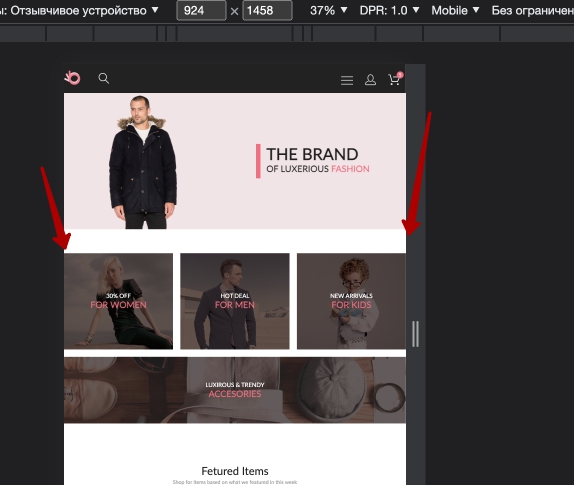 ы: Отзывчивое устройство ▼ 924 × 1458 37% ▼ DPR: 1.0 ▼ Mobile ▼ Без ограничен
THE BRAND
OF LUXERIOUS FASHION
30% OFF
FOR WOMEN
HOT DEAL
FOR MEN
NEW ARRIVALS
FOR KIDS
LUXIROUS & TRENDY
ACCESORIES
Fetured Items
Shop for items based on what we featured in this week